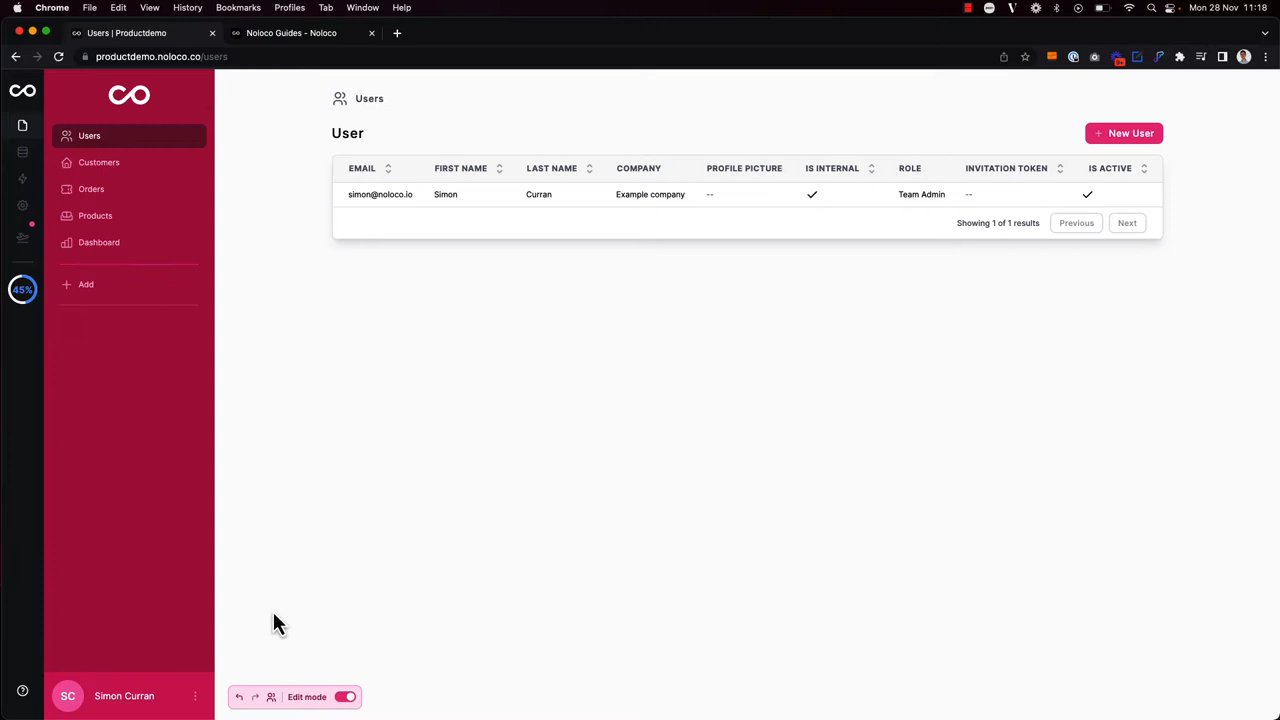 Chrome File Edit View History Bookmarks Profiles Tab Window Help Mon 28 Nov 11:18
Users | Productdemo Noloco Guides - Noloco
productdemo.noloco.co/users
Users
Customers
Orders
Products
Dashboard
Add
45%
Users
User
New User
EMAIL FIRST NAME LAST NAME COMPANY PROFILE PICTURE IS INTERNAL ROLE INVITATION TOKEN IS ACTIVE
simon@noloco.io Simon Curran Example company -- Team Admin --
Showing 1 of 1 results Previous Next
SC Simon Curran
Edit mode